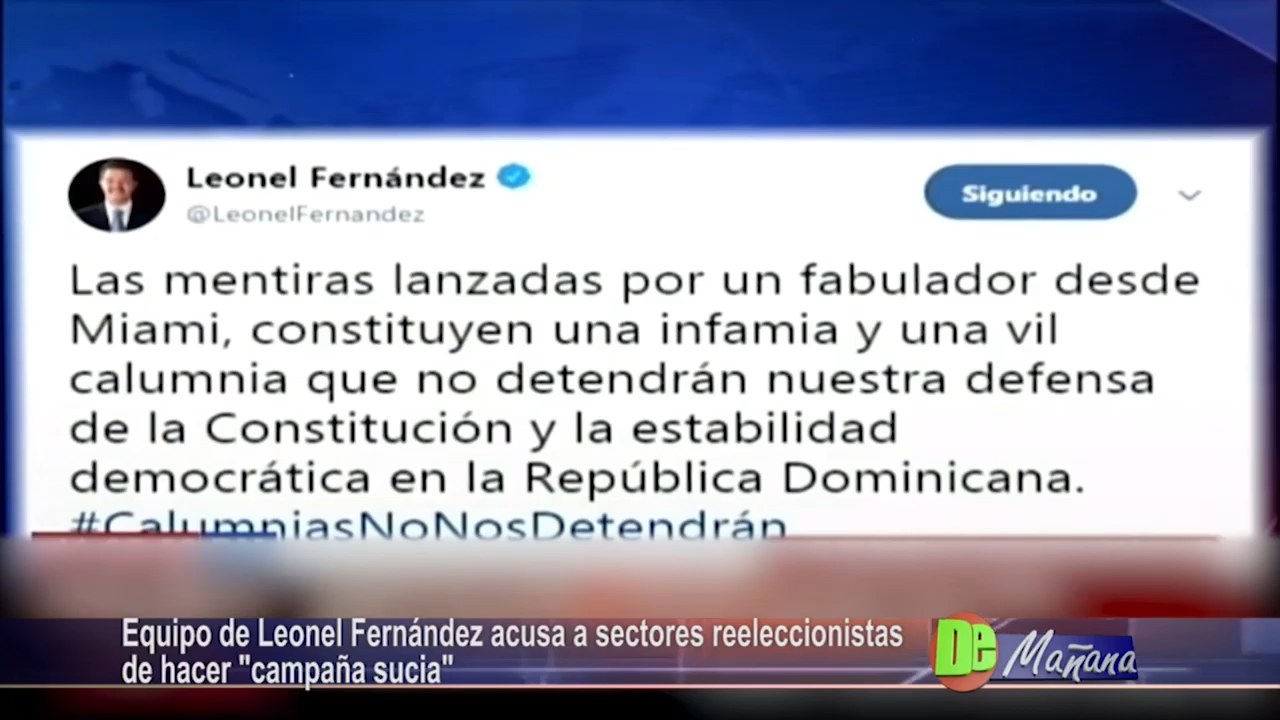 Leonel Fernández
@LeonelFernandez
Siguiendo
Las mentiras lanzadas por un fabulador desde
Miami, constituyen una infamia y una vil
calumnia que no detendrán nuestra defensa
de la Constitución y la estabilidad
democrática en la República Dominicana.
#CalumniasNoNosDetendrán
Equipo de Leonel Fernández acusa a sectores reeleccionistas
de hacer "campaña sucia"
De Mañana